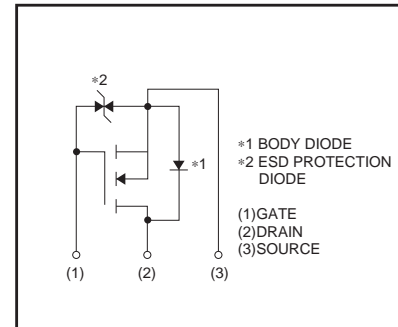 ∗2
∗1
∗1 BODY DIODE
∗2 ESD PROTECTION
DIODE
(1)GATE
(2)DRAIN
(3)SOURCE
(1) (2) (3)